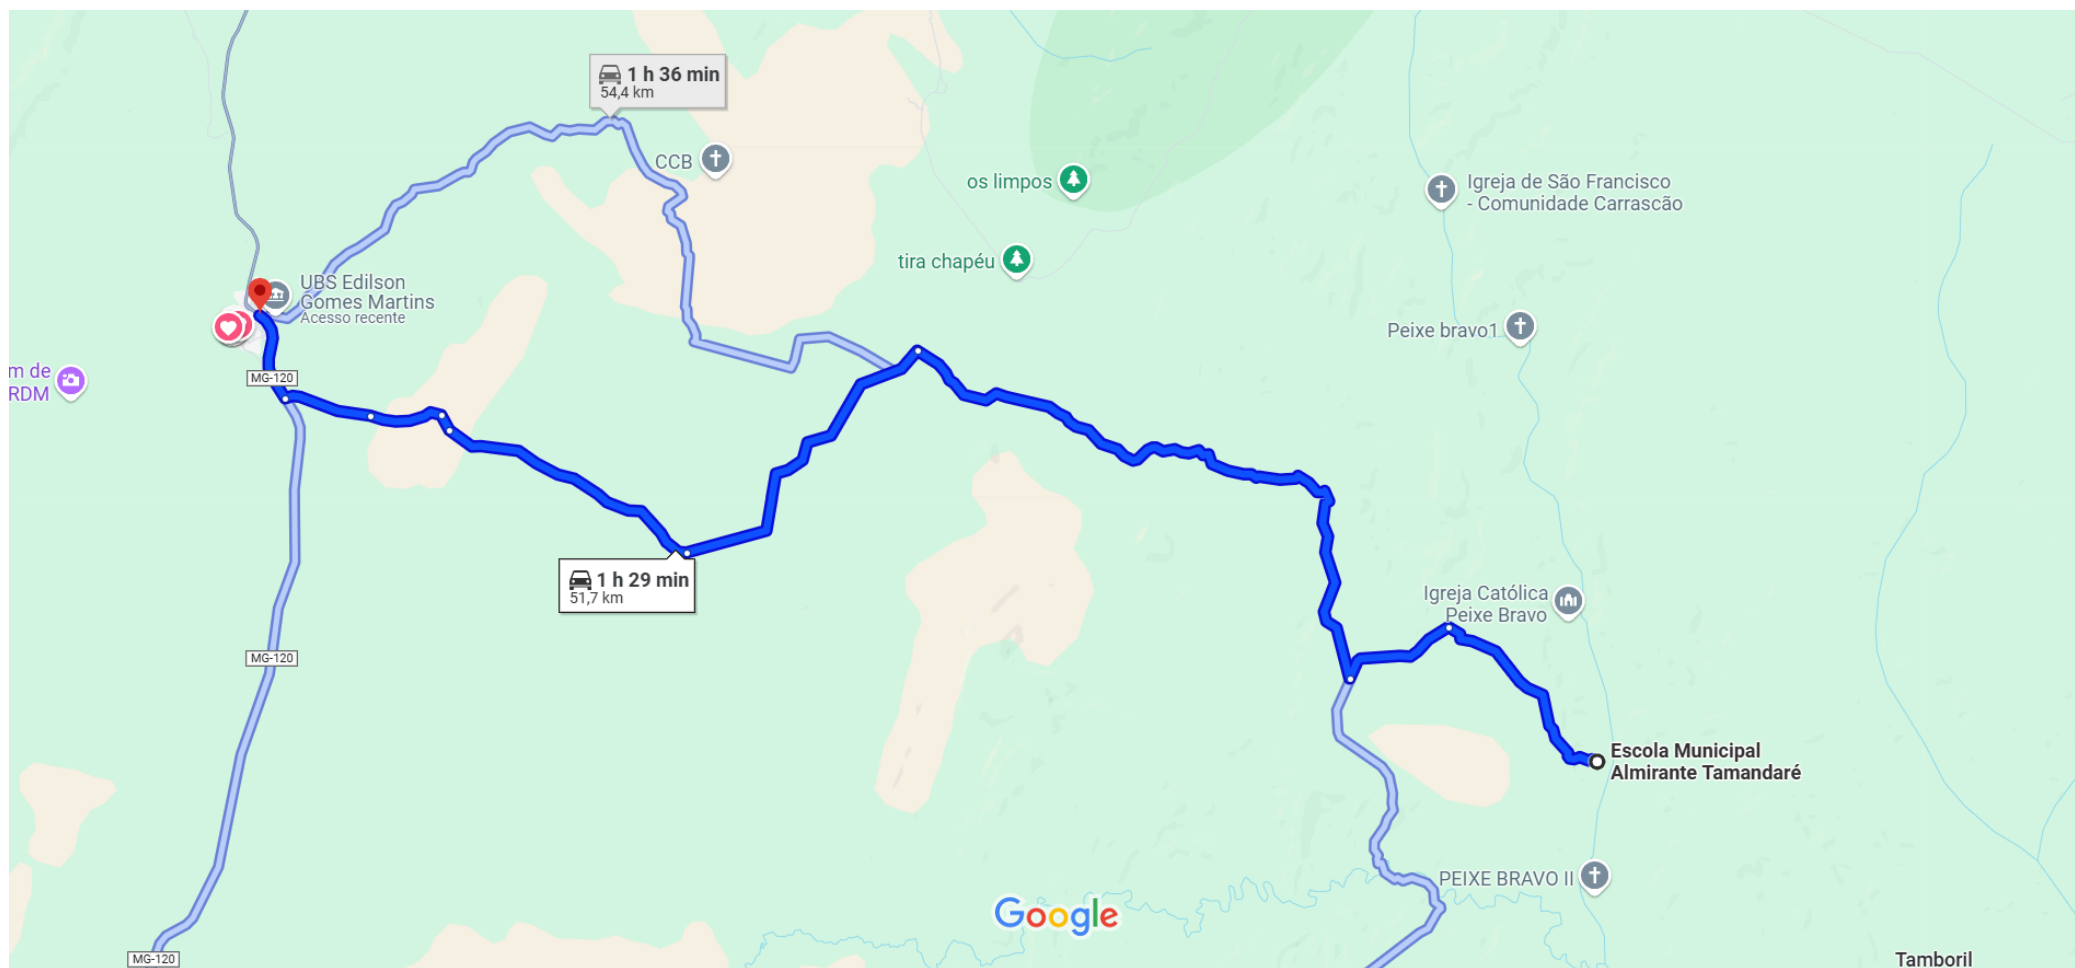 1 h 36 min
54,4 km
CCB
os limpos
Igreja de São Francisco
- Comunidade Carrascão
tira chapéu
UBS Edilson
Gomes Martins
Acesso recente
Peixe bravo1
m de
RDM
MG-120
1 h 29 min
51,7 km
Igreja Católica
Peixe Bravo
MG-120
Escola Municipal
Almirante Tamandaré
PEIXE BRAVO II
Google
MG-120
Tamboril